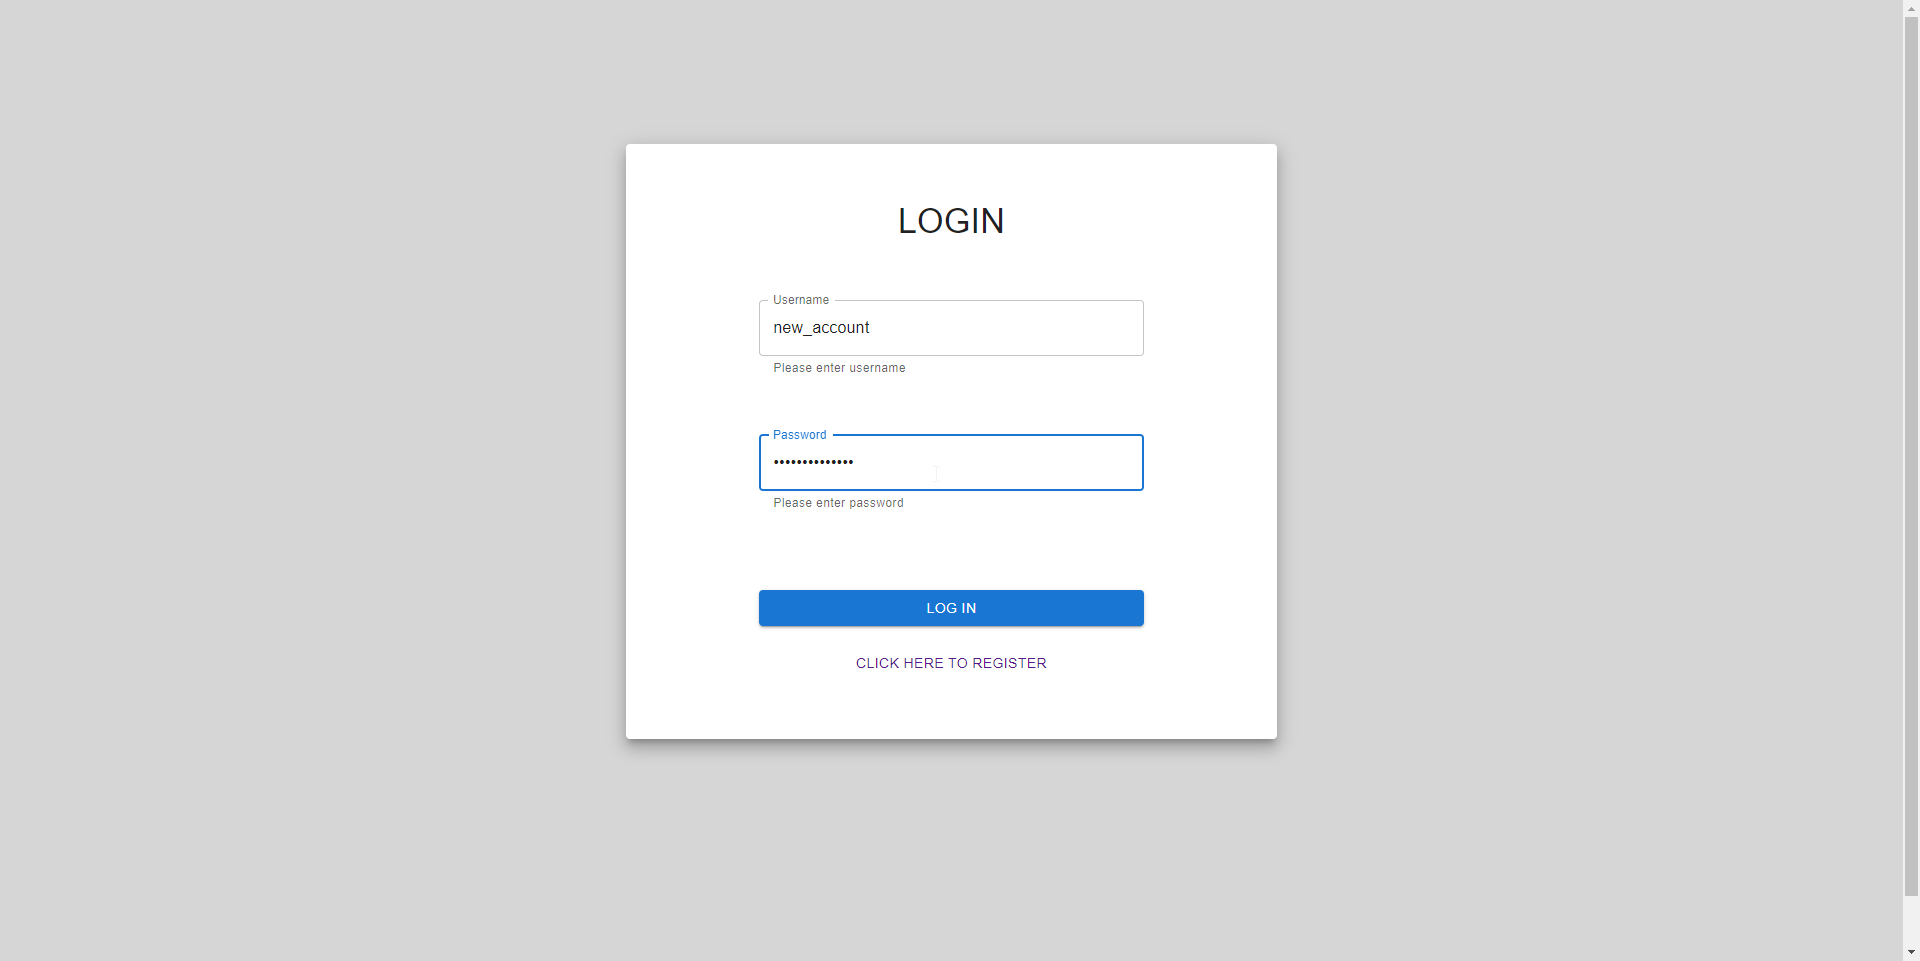 LOGIN
Username
new_account
Please enter username
Password
••••••••••••••
Please enter password
LOG IN
CLICK HERE TO REGISTER